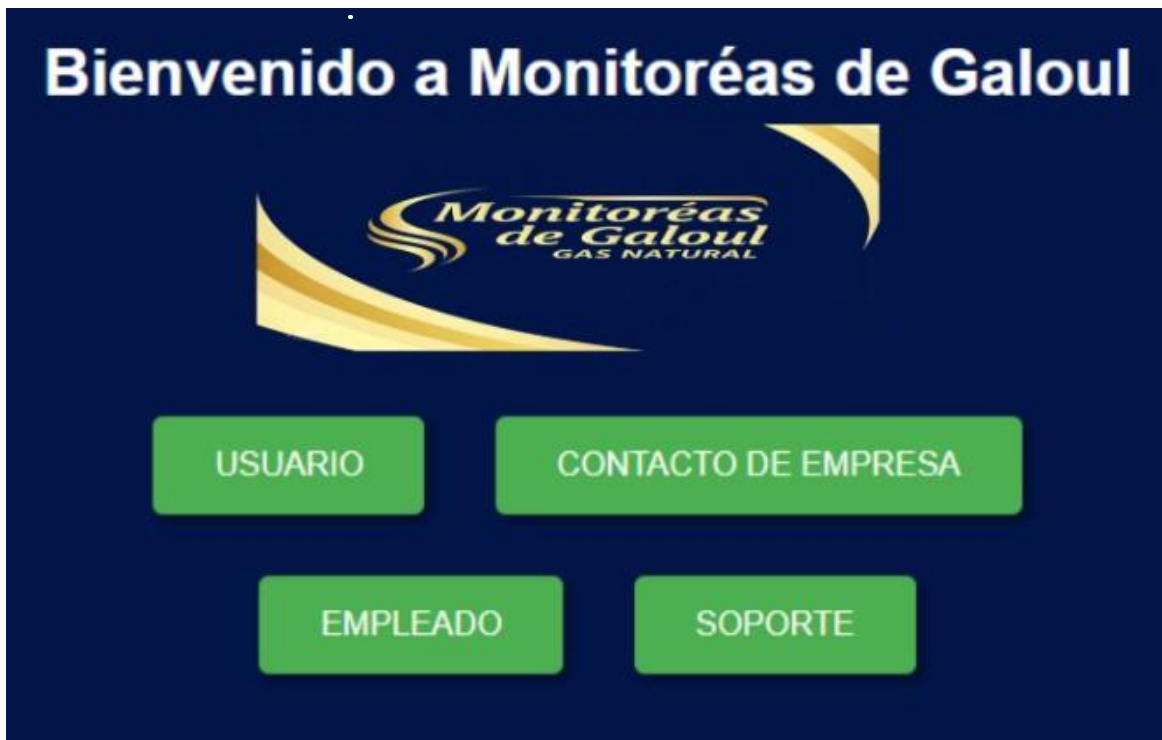 Bienvenido a Monitoréas de Galoul
Monitoréas
de Galoul
GAS NATURAL
USUARIO
CONTACTO DE EMPRESA
EMPLEADO
SOPORTE